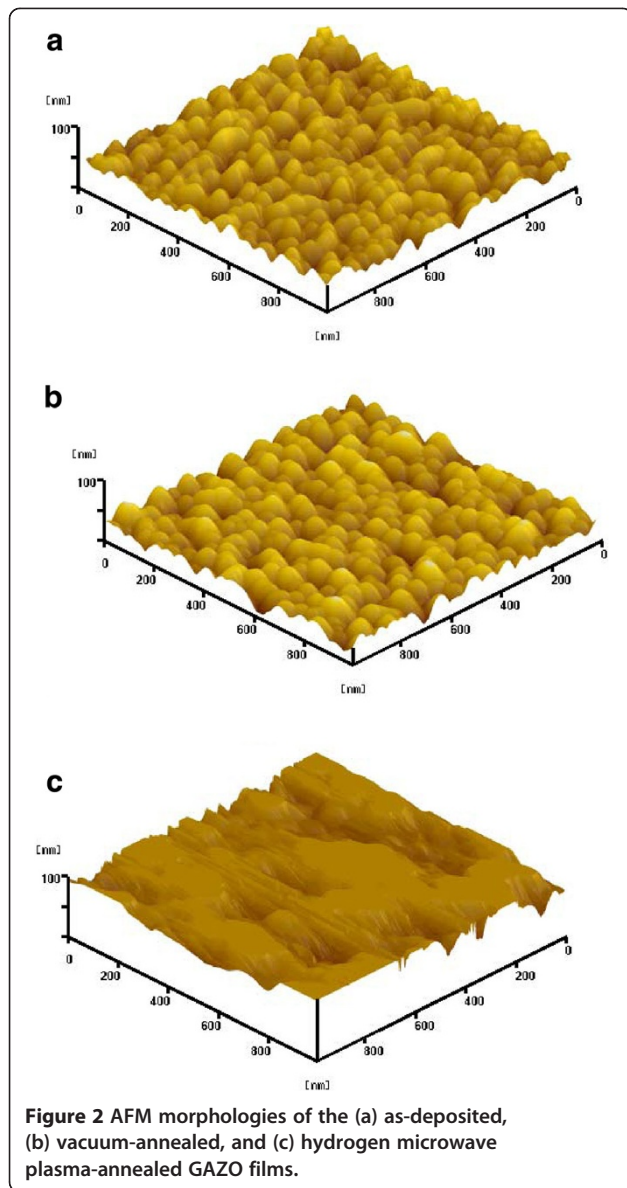 a
[nm]
100
0
200
400
600
800
[nm]
800
600
400
200
0
b
[nm]
100
0
200
400
600
800
[nm]
800
600
400
200
0
c
[nm]
100
0
200
400
600
800
[nm]
800
600
400
200
0
Figure 2 AFM morphologies of the (a) as-deposited,
(b) vacuum-annealed, and (c) hydrogen microwave
plasma-annealed GAZO films.